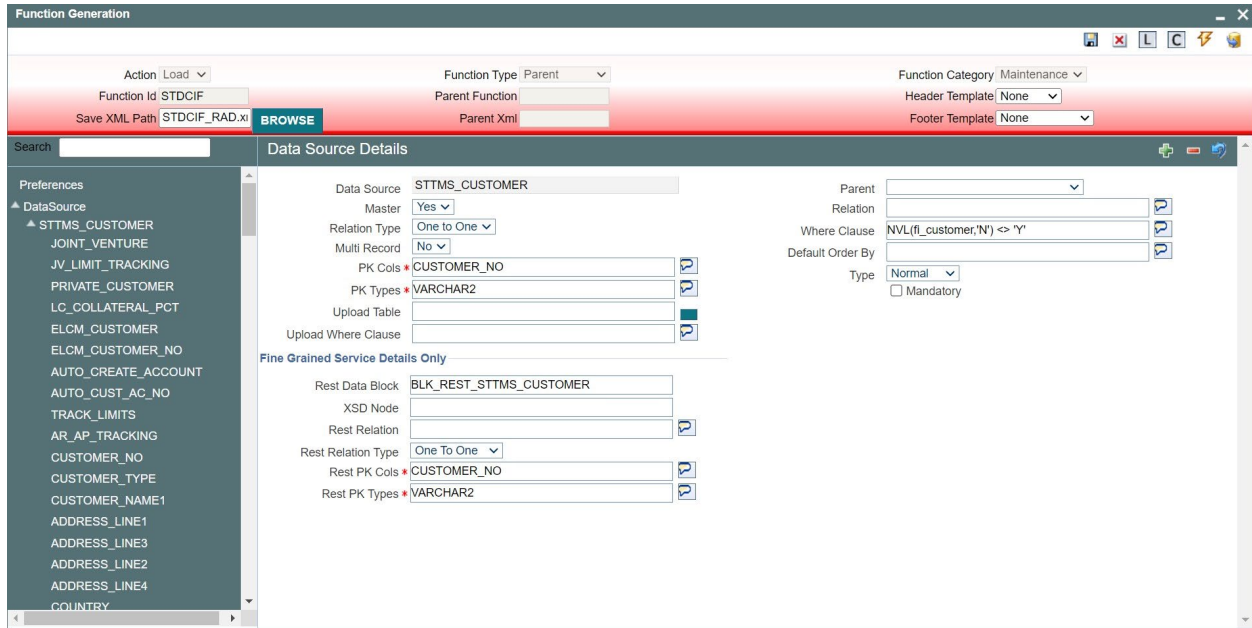 Function Generation
L C
Action Load
Function Type Parent
Function Category Maintenance
Function Id STDCIF
Parent Function
Header Template None
Save XML Path STDCIF_RAD.x
BROWSE
Parent Xml
Footer Template None
Search
Data Source Details
Preferences
DataSource
STTMS_CUSTOMER
JOINT_VENTURE
JV_LIMIT_TRACKING
PRIVATE_CUSTOMER
LC_COLLATERAL_PCT
ELCM_CUSTOMER
ELCM_CUSTOMER_NO
AUTO_CREATE_ACCOUNT
AUTO_CUST_AC_NO
TRACK_LIMITS
AR_AP_TRACKING
CUSTOMER_NO
CUSTOMER_TYPE
CUSTOMER_NAME1
ADDRESS_LINE1
ADDRESS_LINE3
ADDRESS_LINE2
ADDRESS_LINE4
COUNTRY
Data Source STTMS_CUSTOMER
Master Yes
Relation Type One to One
Multi Record No
PK Cols * CUSTOMER_NO
PK Types * VARCHAR2
Upload Table
Upload Where Clause
Parent
Relation
Where Clause NVL(fi_customer,'N') <> 'Y'
Default Order By
Type Normal
Mandatory
Fine Grained Service Details Only
Rest Data Block BLK_REST_STTMS_CUSTOMER
XSD Node
Rest Relation
Rest Relation Type One To One
Rest PK Cols * CUSTOMER_NO
Rest PK Types * VARCHAR2